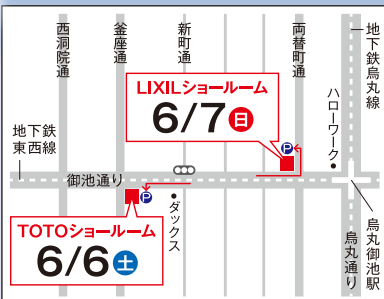 西洞院通
釜座通
新町通
両替町通
地下鉄烏丸線
LIXILショールーム
6/7日
P
ハローワーク
地下鉄
東西線
御池通り
P
ダックス
TOTOショールーム
6/6土
烏丸通り
烏丸御池駅